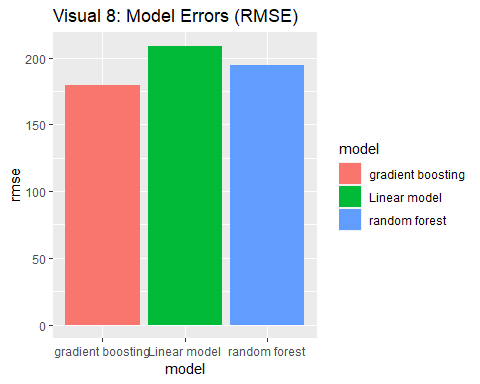 Visual 8: Model Errors (RMSE)
200
150
100
50
0
rmse
gradient boosting Linear model random forest
model
model
gradient boosting
Linear model
random forest